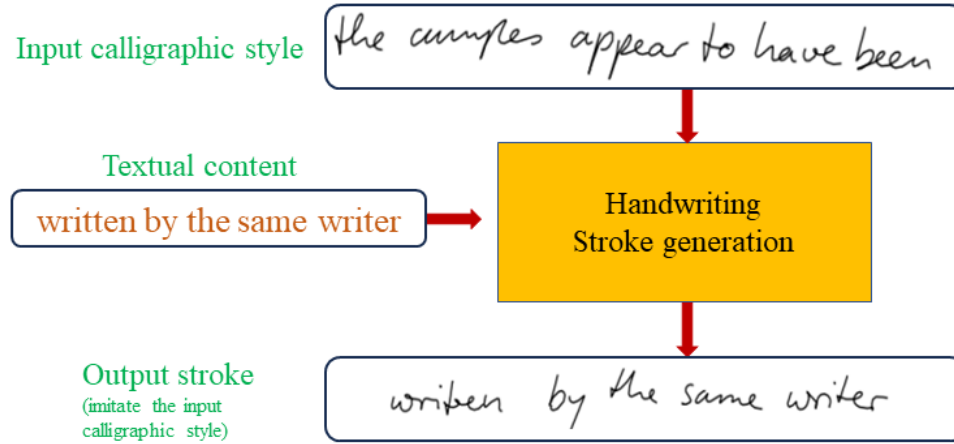 Input calligraphic style
the cumples appear to have been
Textual content
written by the same writer
Handwriting
Stroke generation
Output stroke
(imitate the input
calligraphic style)
written by the same writer